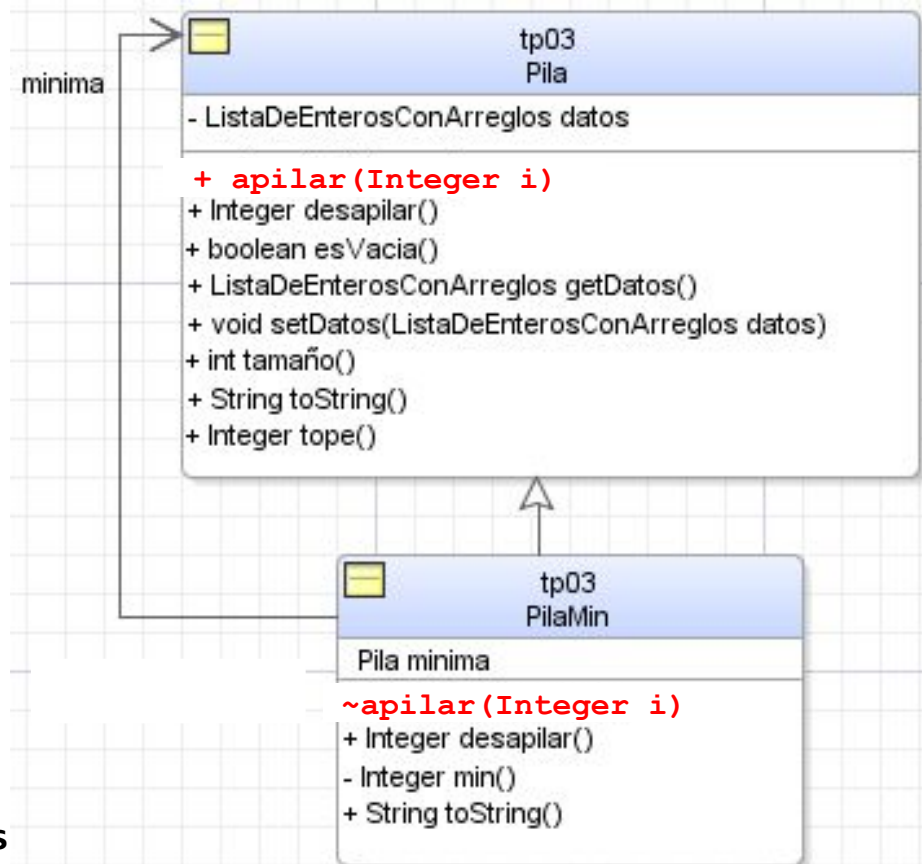 tp03
Pila
minima
- ListaDeEnterosConArreglos datos
+ apilar(Integer i)
+ Integer desapilar()
+ boolean esVacia()
+ ListaDeEnterosConArreglos getDatos()
+ void setDatos(ListaDeEnterosConArreglos datos)
+ int tamaño()
+ String toString()
+ Integer tope()
tp03
PilaMin
Pila minima
~apilar(Integer i)
+ Integer desapilar()
- Integer min()
+ String toString()
s